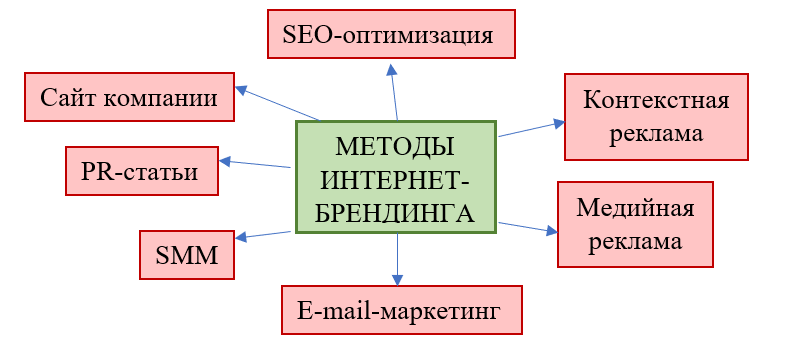 SEO-оптимизация
Сайт компании
Контекстная
реклама
МЕТОДЫ
ИНТЕРНЕТ-
БРЕНДИНГА
PR-статьи
Медийная
реклама
SMM
E-mail-маркетинг